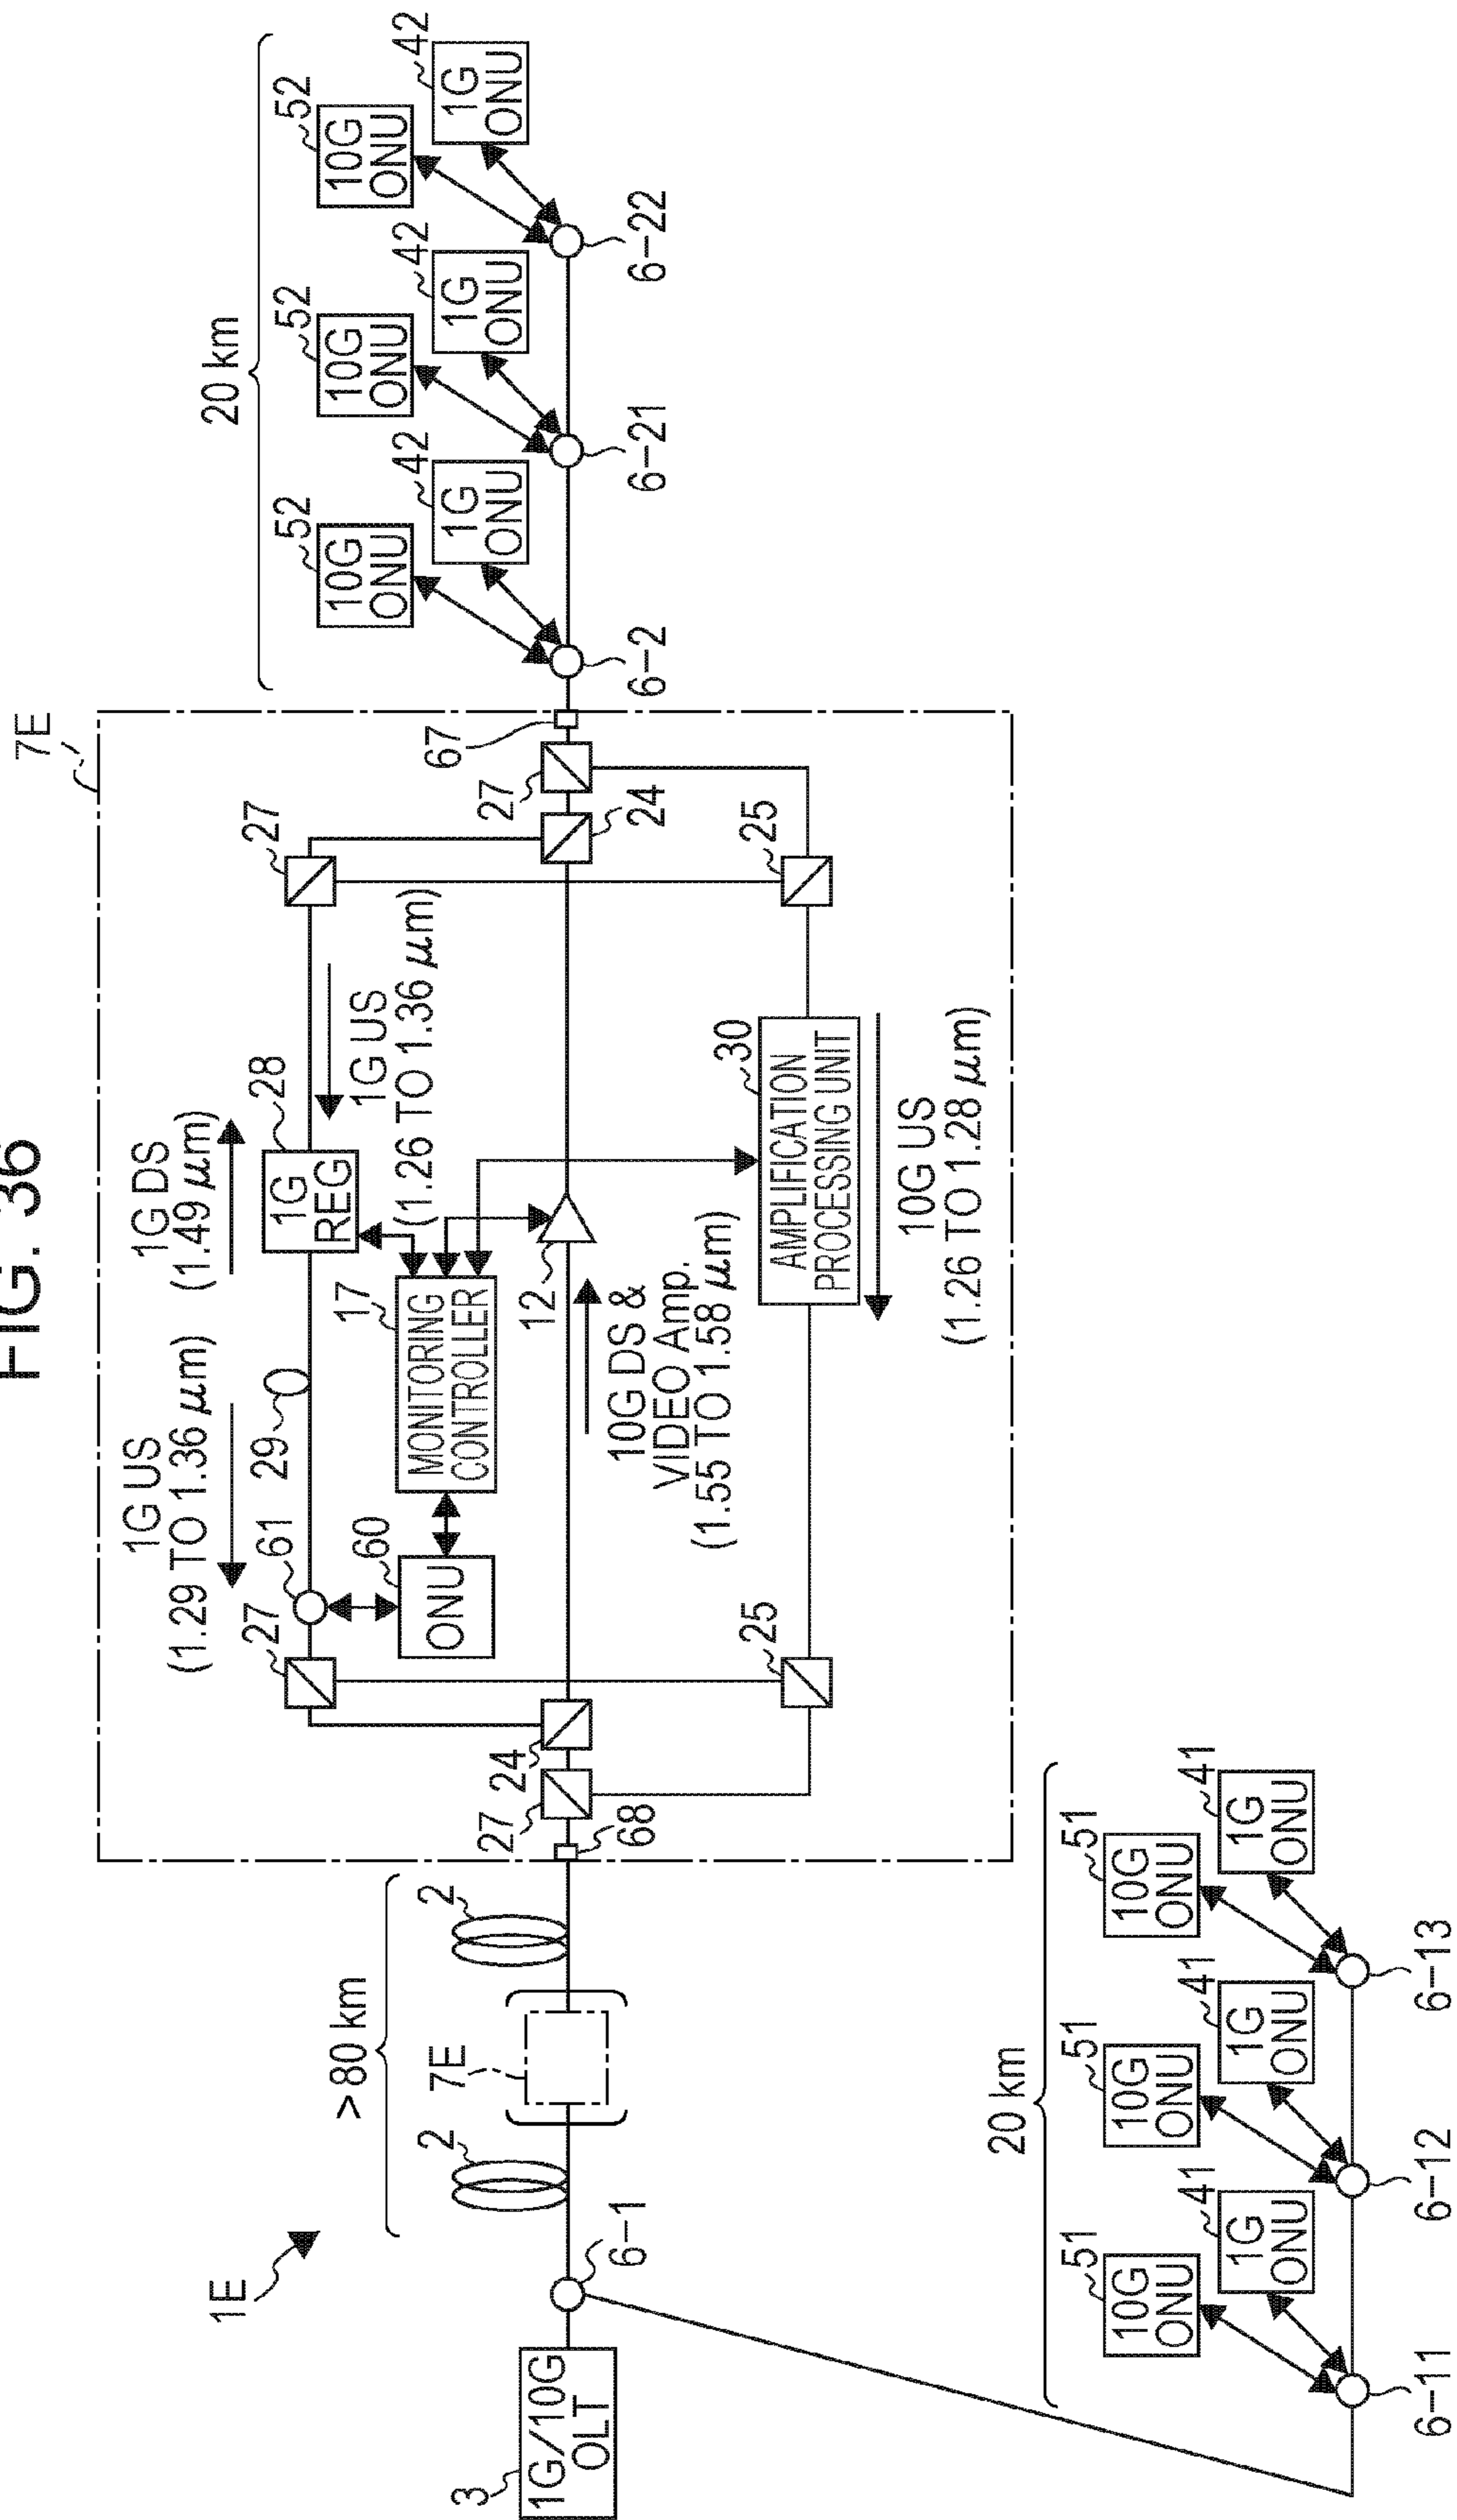 FIG. 36
1E
3
1G/10G
OLT
6-1
2
>80 km
7E
2
7E
68
27
24
27
61
1G US
(1.29 TO 1.36 μm)
29
1G DS
(1.49 μm)
28
1G
REG
1G US
(1.26 TO 1.36 μm)
27
60
ONU
17
MONITORING
CONTROLLER
12
10G DS &
VIDEO Amp.
(1.55 TO 1.58 μm)
24
27
67
25
30
AMPLIFICATION
PROCESSING UNIT
10G US
(1.26 TO 1.28 μm)
25
20 km
52
10G
ONU
42
1G
ONU
52
10G
ONU
42
1G
ONU
52
10G
ONU
42
1G
ONU
6-2
6-21
6-22
20 km
51
10G
ONU
41
1G
ONU
51
10G
ONU
41
1G
ONU
51
10G
ONU
41
1G
ONU
6-11
6-12
6-13